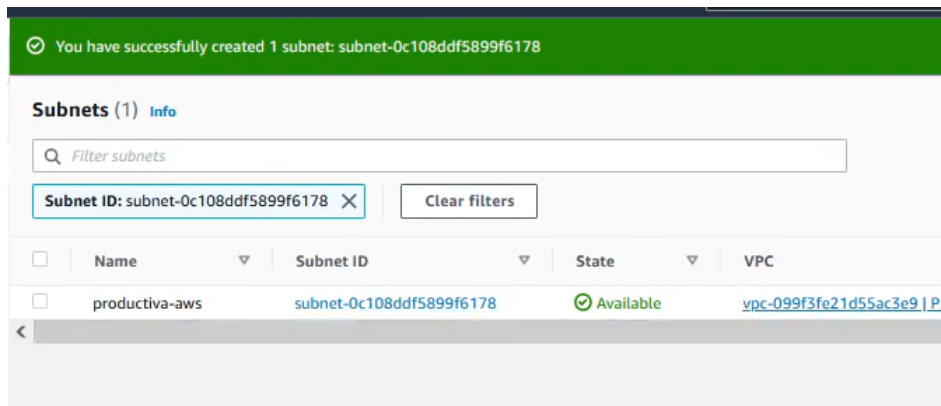 You have successfully created 1 subnet: subnet-0c108ddf5899f6178
Subnets (1) Info
Filter subnets
Subnet ID: subnet-0c108ddf5899f6178 Clear filters
Name Subnet ID State VPC
productiva-aws subnet-0c108ddf5899f6178 Available vpc-099f3fe21d55ac3e9 | P